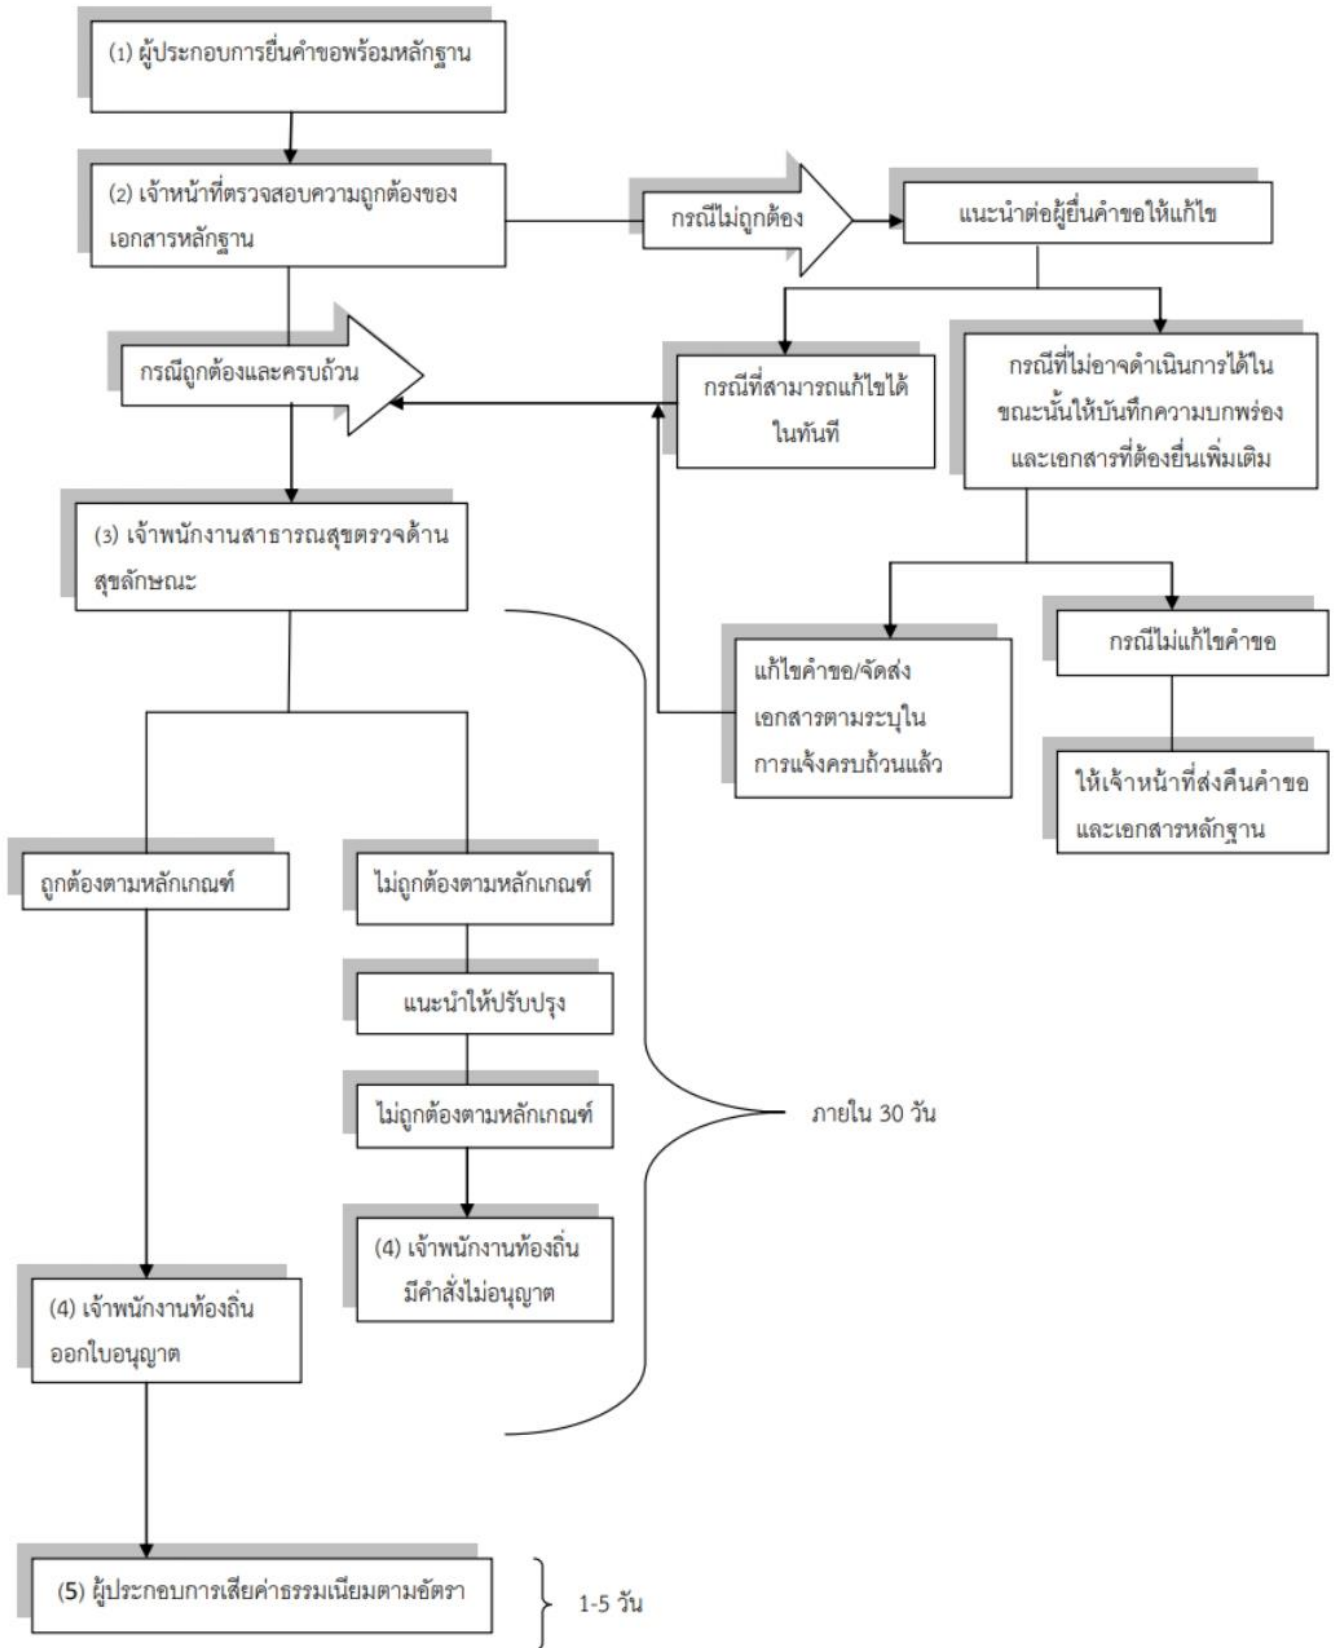 (1) ผู้ประกอบการยื่นคำขอพร้อมหลักฐาน
(2) เจ้าหน้าที่ตรวจสอบความถูกต้องของ
เอกสารหลักฐาน
กรณีไม่ถูกต้อง
แนะนำต่อผู้ยื่นคำขอให้แก้ไข
กรณีถูกต้องและครบถ้วน
กรณีที่สามารถแก้ไขได้
ในทันที
กรณีที่ไม่อาจดำเนินการได้ใน
ขณะนั้นให้บันทึกความบกพร่อง
และเอกสารที่ต้องยื่นเพิ่มเติม
(3) เจ้าพนักงานสาธารณสุขตรวจด้าน
สุขลักษณะ
แก้ไขคำขอ/จัดส่ง
เอกสารตามระบุใน
การแจ้งครบถ้วนแล้ว
กรณีไม่แก้ไขคำขอ
ให้เจ้าหน้าที่ส่งคืนคำขอ
และเอกสารหลักฐาน
ถูกต้องตามหลักเกณฑ์
ไม่ถูกต้องตามหลักเกณฑ์
แนะนำให้ปรับปรุง
ไม่ถูกต้องตามหลักเกณฑ์
ภายใน 30 วัน
(4) เจ้าพนักงานท้องถิ่น
มีคำสั่งไม่อนุญาต
(4) เจ้าพนักงานท้องถิ่น
ออกใบอนุญาต
(5) ผู้ประกอบการเสียค่าธรรมเนียมตามอัตรา
1-5 วัน